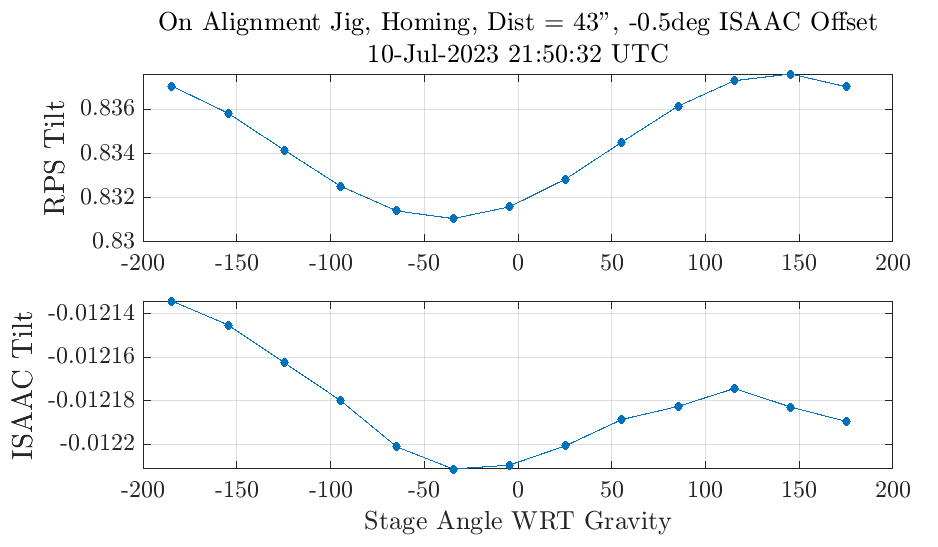 On Alignment Jig, Homing, Dist = 43", -0.5deg ISAAC Offset
10-Jul-2023 21:50:32 UTC
RPS Tilt
0.836
0.834
0.832
0.83
-200 -150 -100 -50 0 50 100 150 200
ISAAC Tilt
-0.01214
-0.01216
-0.01218
-0.0122
-200 -150 -100 -50 0 50 100 150 200
Stage Angle WRT Gravity